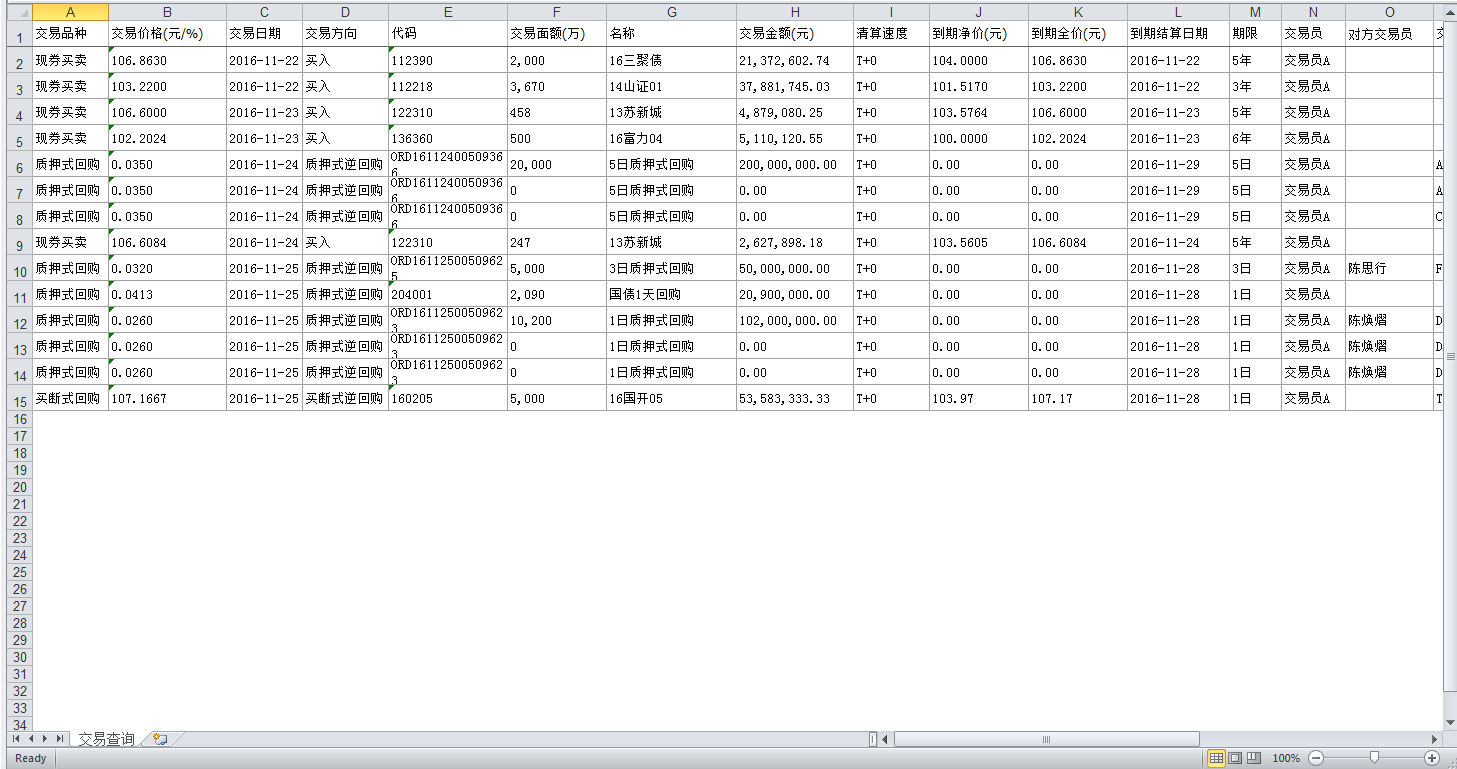 A B C D E F G H I J K L M N O
1 交易品种 交易价格(元/%) 交易日期 交易方向 代码 交易面额(万) 名称 交易金额(元) 清算速度 到期净价(元) 到期全价(元) 到期结算日期 期限 交易员 对方交易员
2 现券买卖 106.8630 2016-11-22 买入 112390 2,000 16三聚债 21,372,602.74 T+0 104.0000 106.8630 2016-11-22 5年 交易员A
3 现券买卖 103.2200 2016-11-22 买入 112218 3,670 14山证01 37,881,745.03 T+0 101.5170 103.2200 2016-11-22 3年 交易员A
4 现券买卖 106.6000 2016-11-23 买入 122310 458 13苏新城 4,879,080.25 T+0 103.5764 106.6000 2016-11-23 5年 交易员A
5 现券买卖 102.2024 2016-11-23 买入 136360 500 16富力04 5,110,120.55 T+0 100.0000 102.2024 2016-11-23 6年 交易员A
6 质押式回购 0.0350 2016-11-24 质押式逆回购 ORD16112400509366 20,000 5日质押式回购 200,000,000.00 T+0 0.00 0.00 2016-11-29 5日 交易员A A
7 质押式回购 0.0350 2016-11-24 质押式逆回购 ORD16112400509366 0 5日质押式回购 0.00 T+0 0.00 0.00 2016-11-29 5日 交易员A A
8 质押式回购 0.0350 2016-11-24 质押式逆回购 ORD16112400509366 0 5日质押式回购 0.00 T+0 0.00 0.00 2016-11-29 5日 交易员A C
9 现券买卖 106.6084 2016-11-24 买入 122310 247 13苏新城 2,627,898.18 T+0 103.5605 106.6084 2016-11-24 5年 交易员A
10 质押式回购 0.0320 2016-11-25 质押式逆回购 ORD16112500509625 5,000 3日质押式回购 50,000,000.00 T+0 0.00 0.00 2016-11-28 3日 交易员A 陈思行 F
11 质押式回购 0.0413 2016-11-25 质押式逆回购 204001 2,090 国债1天回购 20,900,000.00 T+0 0.00 0.00 2016-11-28 1日 交易员A
12 质押式回购 0.0260 2016-11-25 质押式逆回购 ORD16112500509623 10,200 1日质押式回购 102,000,000.00 T+0 0.00 0.00 2016-11-28 1日 交易员A 陈焕熠 D
13 质押式回购 0.0260 2016-11-25 质押式逆回购 ORD16112500509623 0 1日质押式回购 0.00 T+0 0.00 0.00 2016-11-28 1日 交易员A 陈焕熠 D
14 质押式回购 0.0260 2016-11-25 质押式逆回购 ORD16112500509623 0 1日质押式回购 0.00 T+0 0.00 0.00 2016-11-28 1日 交易员A 陈焕熠 D
15 买断式回购 107.1667 2016-11-25 买断式逆回购 160205 5,000 16国开05 53,583,333.33 T+0 103.97 107.17 2016-11-28 1日 交易员A T
16
17
18
19
20
21
22
23
24
25
26
27
28
29
30
31
32
33
34
交易查询
Ready 100%